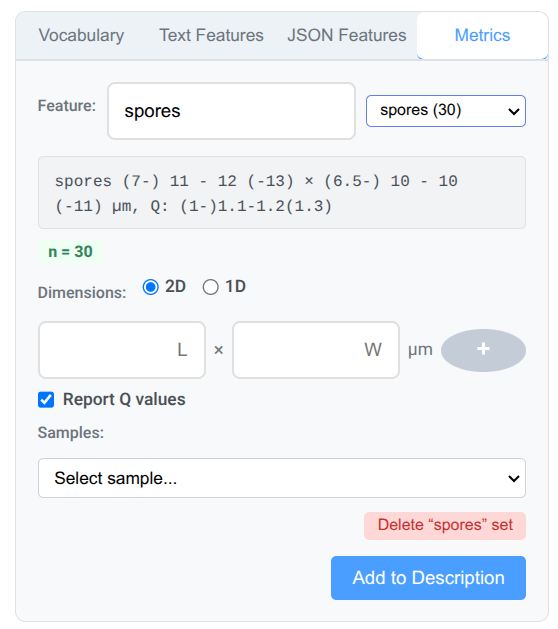 Vocabulary Text Features JSON Features Metrics
Feature: spores spores (30)
spores (7-) 11 - 12 (-13) × (6.5-) 10 - 10
(-11) µm, Q: (1-)1.1-1.2(1.3)
n = 30
Dimensions: 2D 1D
L × W µm +
Report Q values
Samples:
Select sample...
Delete “spores” set
Add to Description